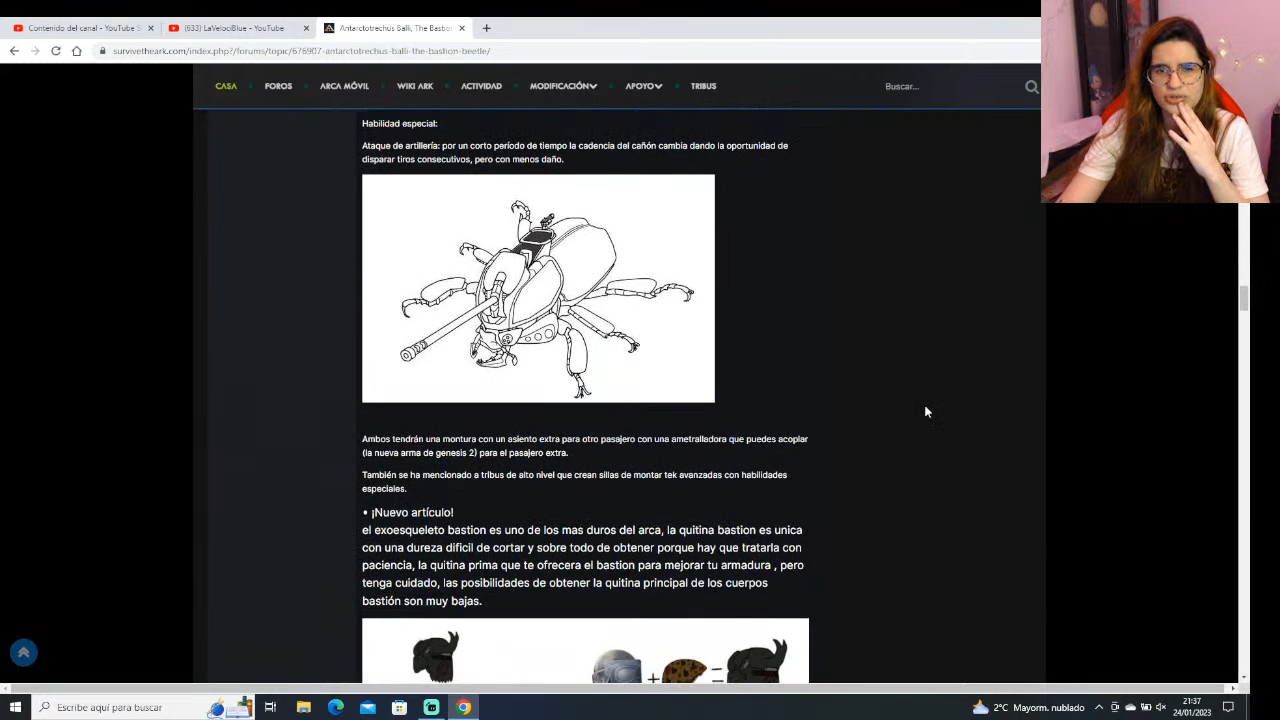 Contenido del canal - YouTube S
(633) LaVelociBlue - YouTube
Antarctotrechus Balli, The Bastio
survivetheark.com/index.php?/forums/topic/676907-antarctotrechus-balli-the-bastion-beetle/
CASA
FOROS
ARCA MÓVIL
WIKI ARK
ACTIVIDAD
MODIFICACIÓN
APOYO
TRIBUS
Buscar...
Habilidad especial:
Ataque de artillería: por un corto período de tiempo la cadencia del cañón cambia dando la oportunidad de
disparar tiros consecutivos, pero con menos daño.
Ambos tendrán una montura con un asiento extra para otro pasajero con una ametralladora que puedes acoplar
(la nueva arma de genesis 2) para el pasajero extra.
También se ha mencionado a tribus de alto nivel que crean sillas de montar tek avanzadas con habilidades
especiales.
• ¡Nuevo artículo!
el exoesqueleto bastion es uno de los mas duros del arca, la quitina bastion es unica
con una dureza dificil de cortar y sobre todo de obtener porque hay que tratarla con
paciencia, la quitina prima que te ofrecera el bastion para mejorar tu armadura , pero
tenga cuidado, las posibilidades de obtener la quitina principal de los cuerpos
bastión son muy bajas.
+ =
Escribe aquí para buscar
2°C Mayorm. nublado
21:37
24/01/2023